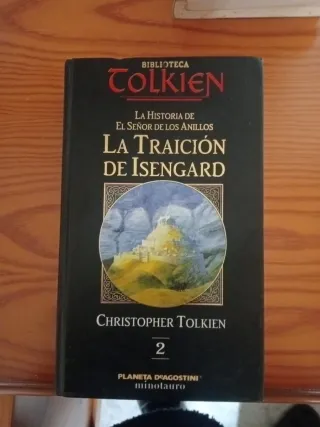 BIBLIOTECA
TOLKIEN
LA HISTORIA DE
EL SEÑOR DE LOS ANILLOS
LA TRAICIÓN
DE ISENGARD
CHRISTOPHER TOLKIEN
2
PLANETA DEAGOSTINI
minotauro